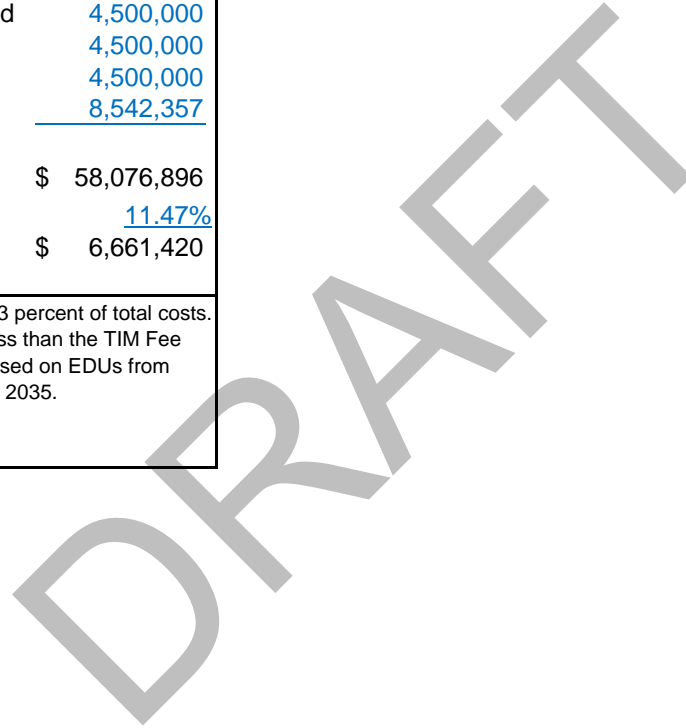 d 4,500,000
4,500,000
4,500,000
8,542,357
$ 58,076,896
11.47%
$ 6,661,420
3 percent of total costs.
ss than the TIM Fee
sed on EDUs from
2035.
DRAFT